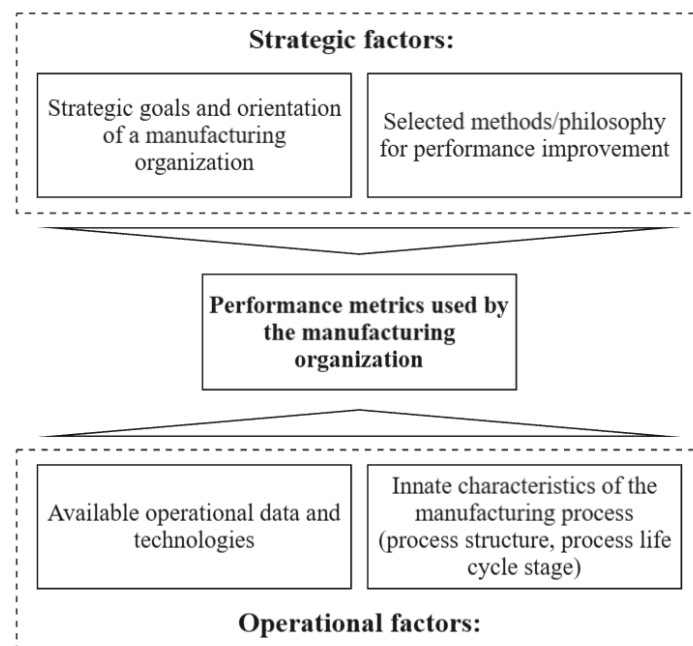 Strategic factors:
Strategic goals and orientation
of a manufacturing
organization
Selected methods/philosophy
for performance improvement
Performance metrics used by
the manufacturing
organization
Available operational data and
technologies
Innate characteristics of the
manufacturing process
(process structure, process life
cycle stage)
Operational factors: